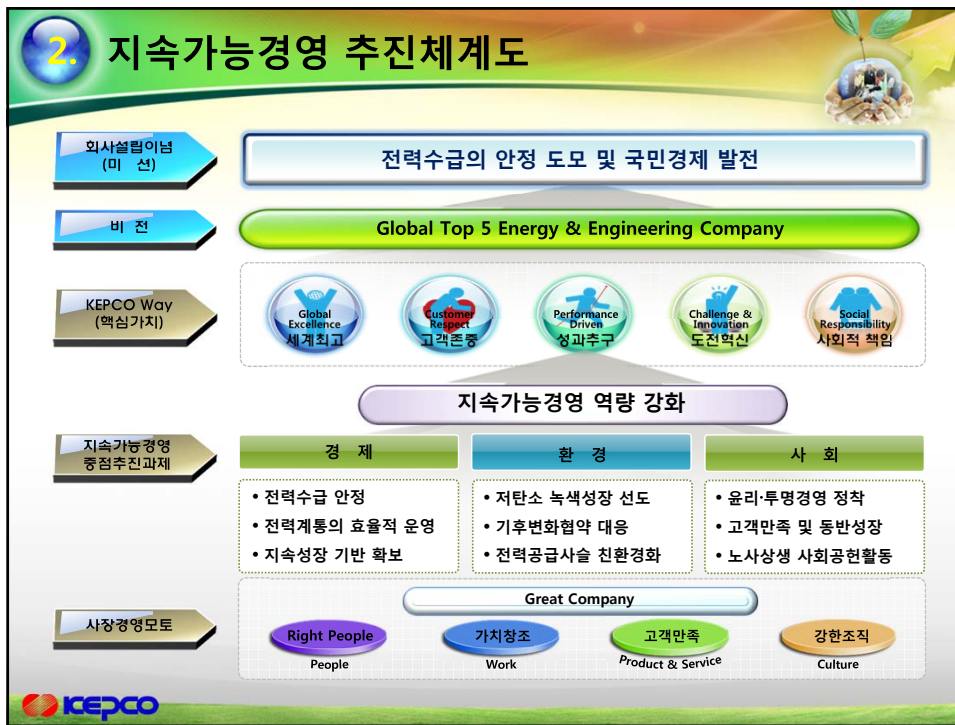 2.
지속가능경영 추진체계도
회사설립이념
(미 션)
전력수급의 안정 도모 및 국민경제 발전
비 전
Global Top 5 Energy & Engineering Company
KEPCO Way
(핵심가치)
Global
Excellence
세계최고
Customer
Respect
고객존중
Performance
Driven
성과추구
Challenge &
Innovation
도전혁신
Social
Responsibility
사회적 책임
지속가능경영 역량 강화
지속가능경영
중점추진과제
경 제
• 전력수급 안정
• 전력계통의 효율적 운영
• 지속성장 기반 확보
환 경
• 저탄소 녹색성장 선도
• 기후변화협약 대응
• 전력공급사슬 친환경화
사 회
• 윤리·투명경영 정착
• 고객만족 및 동반성장
• 노사상생 사회공헌활동
사장경영모토
Great Company
Right People
People
가치창조
Work
고객만족
Product & Service
강한조직
Culture
KEPCO